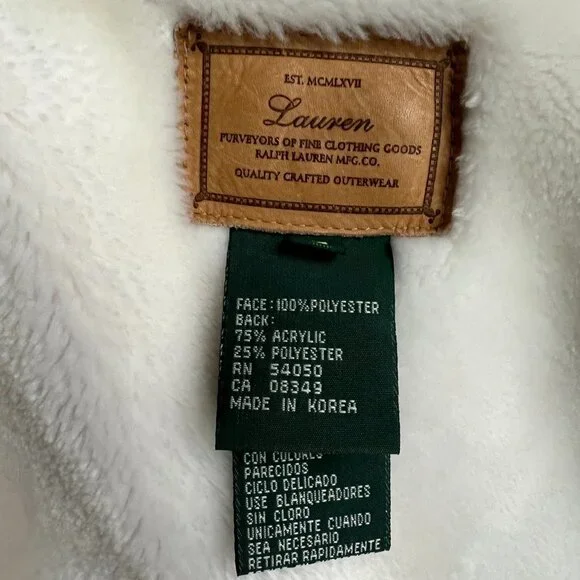 EST. MCMLXVII
Lauren
PURVEYORS OF FINE CLOTHING GOODS
RALPH LAUREN MFG.CO.
QUALITY CRAFTED OUTERWEAR
FACE:100%POLYESTER
BACK:
75% ACRYLIC
25% POLYESTER
RN 54050
CA 08349
MADE IN KOREA
CON COLORES
PARECIDOS
CICLO DELICADO
USE BLANQUEADORES
SIN CLORO
UNICAMENTE CUANDO
SEA NECESARIO
RETIRAR RAPIDAMENTE